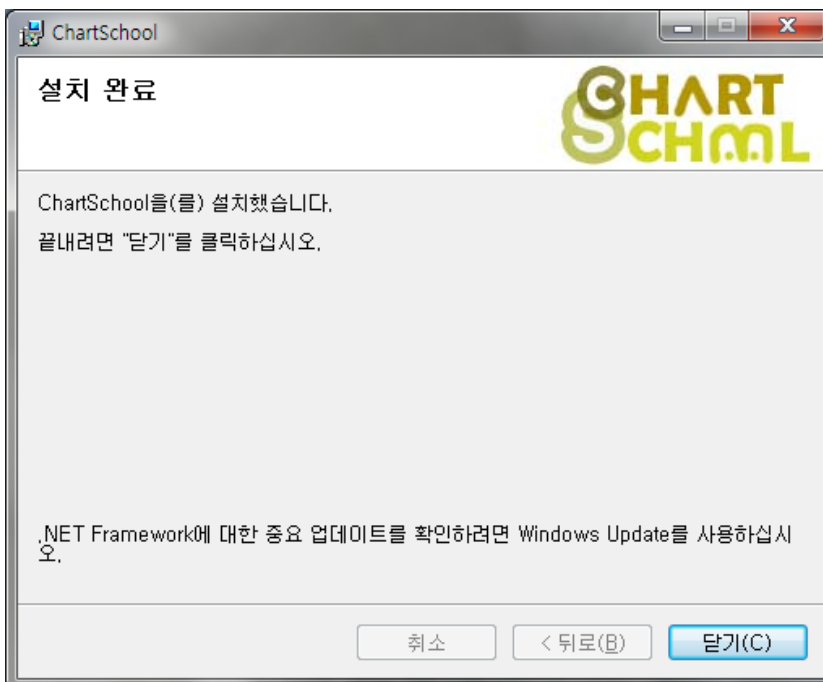 ChartSchool
설치 완료
CHART
SCHOOL
ChartSchool을(를) 설치했습니다.
끝내려면 "닫기"를 클릭하십시오.
.NET Framework에 대한 중요 업데이트를 확인하려면 Windows Update를 사용하십시
오.
취소
< 뒤로(B)
닫기(C)